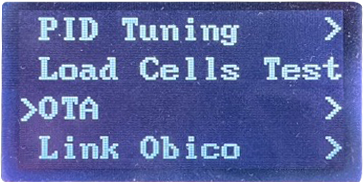 PID Tuning >
Load Cells Test
>OTA >
Link Obico >